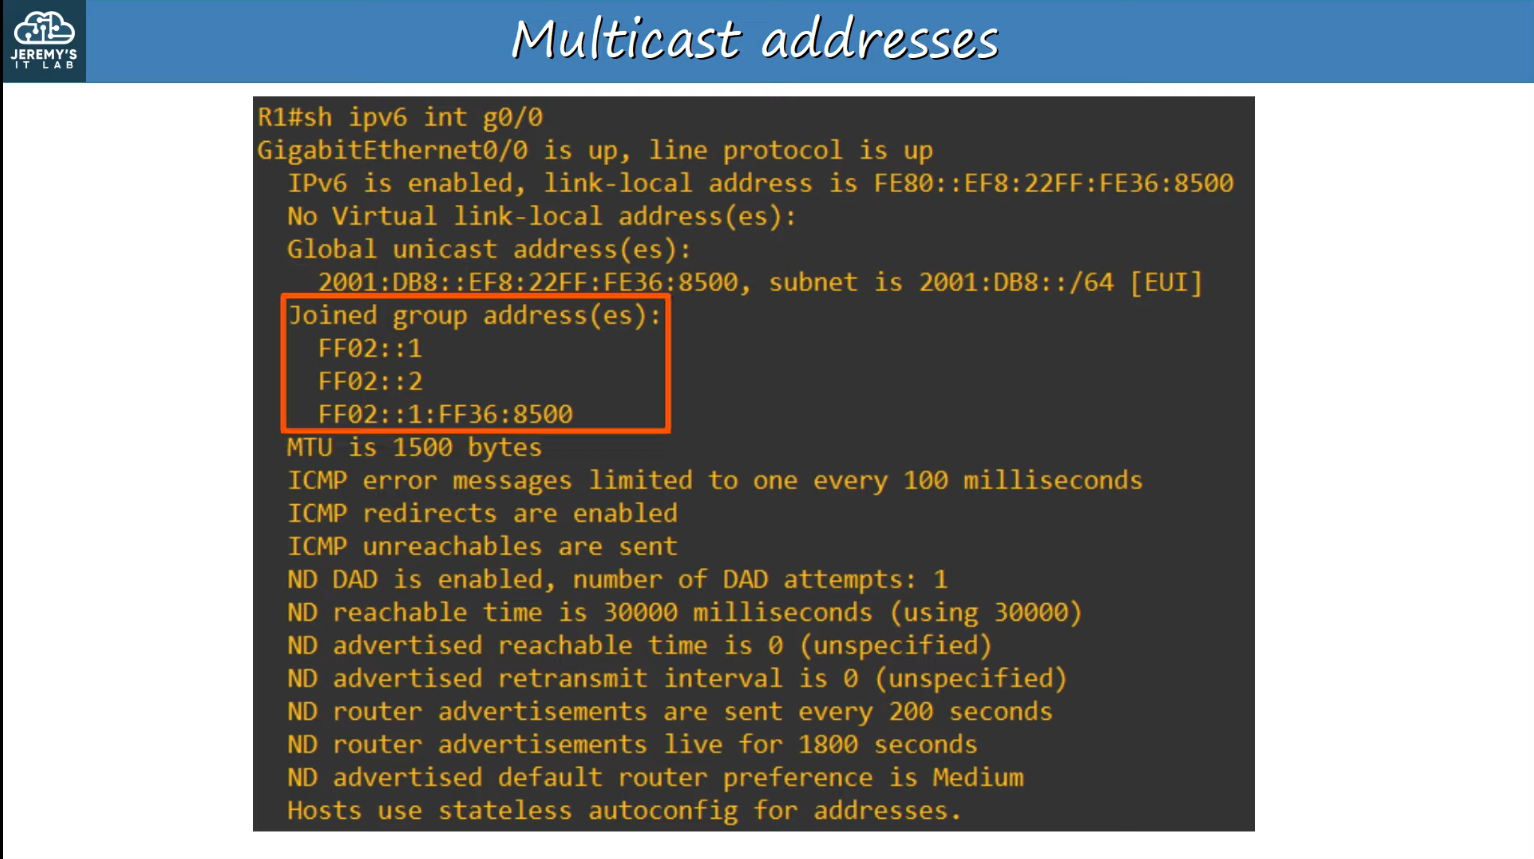 JEREMY'S
IT LAB
Multicast addresses
R1#sh ipv6 int g0/0
GigabitEthernet0/0 is up, line protocol is up
IPv6 is enabled, link-local address is FE80::EF8:22FF:FE36:8500
No Virtual link-local address(es):
Global unicast address(es):
2001:DB8::EF8:22FF:FE36:8500, subnet is 2001:DB8::/64 [EUI]
Joined group address(es):
FF02::1
FF02::2
FF02::1:FF36:8500
MTU is 1500 bytes
ICMP error messages limited to one every 100 milliseconds
ICMP redirects are enabled
ICMP unreachables are sent
ND DAD is enabled, number of DAD attempts: 1
ND reachable time is 30000 milliseconds (using 30000)
ND advertised reachable time is 0 (unspecified)
ND advertised retransmit interval is 0 (unspecified)
ND router advertisements are sent every 200 seconds
ND router advertisements live for 1800 seconds
ND advertised default router preference is Medium
Hosts use stateless autoconfig for addresses.